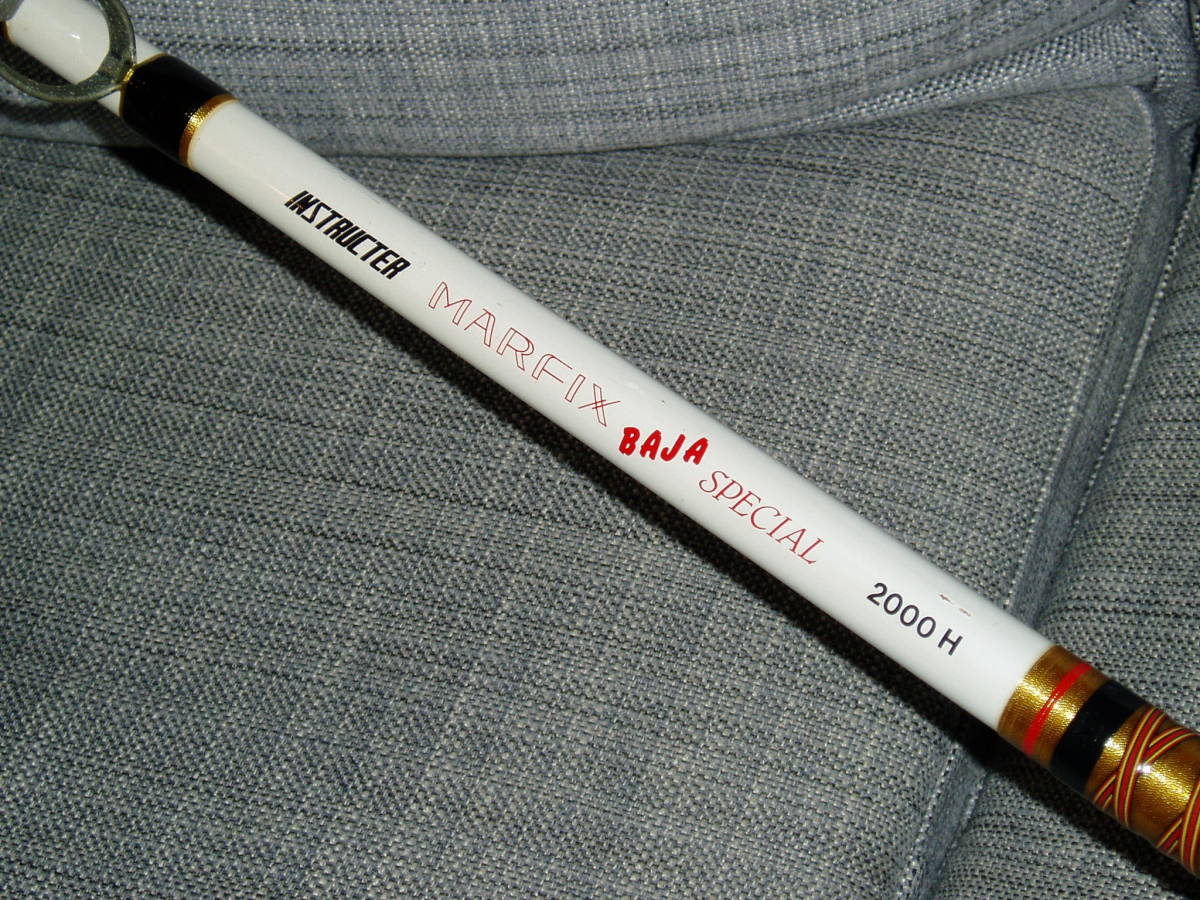 INSTRUCTER MARFIX BAJA SPECIAL 2000 H